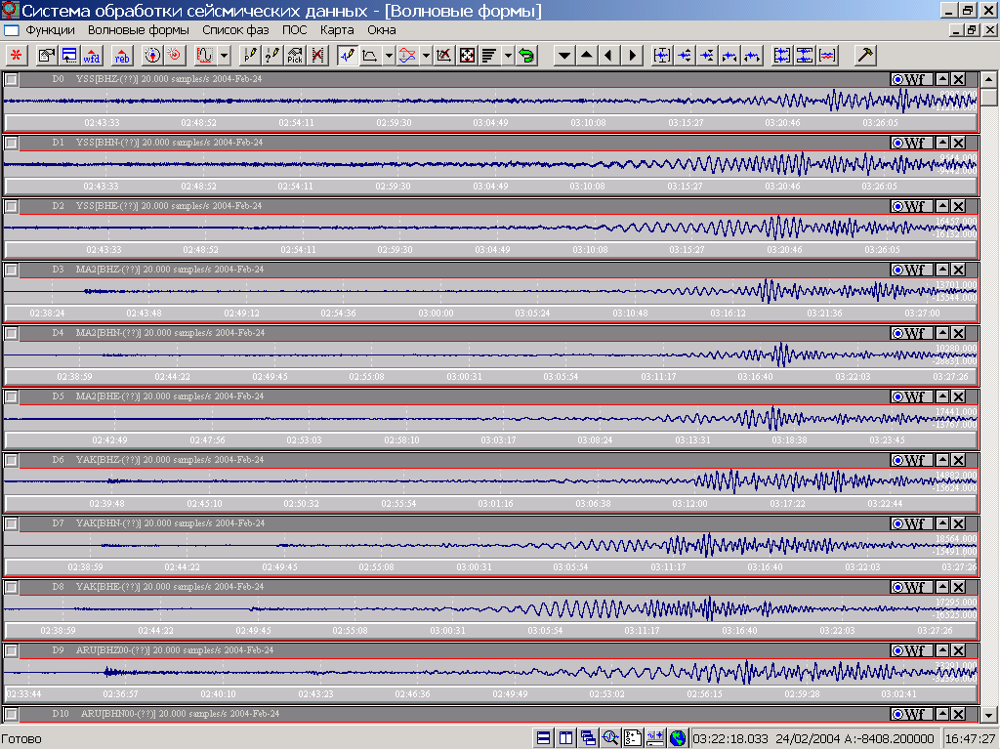 Система обработки сейсмических данных - [Волновые формы]
Функции Волновые формы Список фаз ПОС Карта Окна
wfd reb P ? Pick
D0 YSS[BHZ-(??)] 20.000 samples/s 2004-Feb-24 Wf
02:43:33 02:48:52 02:54:11 02:59:30 03:04:49 03:10:08 03:15:27 03:20:46 03:26:05
D1 YSS[BHN-(??)] 20.000 samples/s 2004-Feb-24 Wf
02:43:33 02:48:52 02:54:11 02:59:30 03:04:49 03:10:08 03:15:27 03:20:46 03:26:05
D2 YSS[BHE-(??)] 20.000 samples/s 2004-Feb-24 Wf
16452.000
-16132.000
02:43:33 02:48:52 02:54:11 02:59:30 03:04:49 03:10:08 03:15:27 03:20:46 03:26:05
D3 MA2[BHZ-(??)] 20.000 samples/s 2004-Feb-24 Wf
13701.000
02:38:24 02:43:48 02:49:12 02:54:36 03:00:00 03:05:24 03:10:48 03:16:12 03:21:36 03:27:00
D4 MA2[BHN-(??)] 20.000 samples/s 2004-Feb-24 Wf
10280.000
02:38:59 02:44:22 02:49:45 02:55:08 03:00:31 03:05:54 03:11:17 03:16:40 03:22:03 03:27:26
D5 MA2[BHE-(??)] 20.000 samples/s 2004-Feb-24 Wf
17441.000
-13767.000
02:42:49 02:47:56 02:53:03 02:58:10 03:03:17 03:08:24 03:13:31 03:18:38 03:23:45
D6 YAK[BHZ-(??)] 20.000 samples/s 2004-Feb-24 Wf
14882.000
-15624.000
02:39:48 02:45:10 02:50:32 02:55:54 03:01:16 03:06:38 03:12:00 03:17:22 03:22:44
D7 YAK[BHN-(??)] 20.000 samples/s 2004-Feb-24 Wf
18564.000
-15491.000
02:38:59 02:44:22 02:49:45 02:55:08 03:00:31 03:05:54 03:11:17 03:16:40 03:22:03 03:27:26
D8 YAK[BHE-(??)] 20.000 samples/s 2004-Feb-24 Wf
17295.000
-16525.000
02:38:59 02:44:22 02:49:45 02:55:08 03:00:31 03:05:54 03:11:17 03:16:40 03:22:03 03:27:26
D9 ARU[BHZ00-(??)] 20.000 samples/s 2004-Feb-24 Wf
02:33:44 02:36:57 02:40:10 02:43:23 02:46:36 02:49:49 02:53:02 02:56:15 02:59:28 03:02:41
D10 ARU[BHN00-(??)] 20.000 samples/s 2004-Feb-24 Wf
Готово 03:22:18.033 24/02/2004 A:-8408.200000 16:47:27